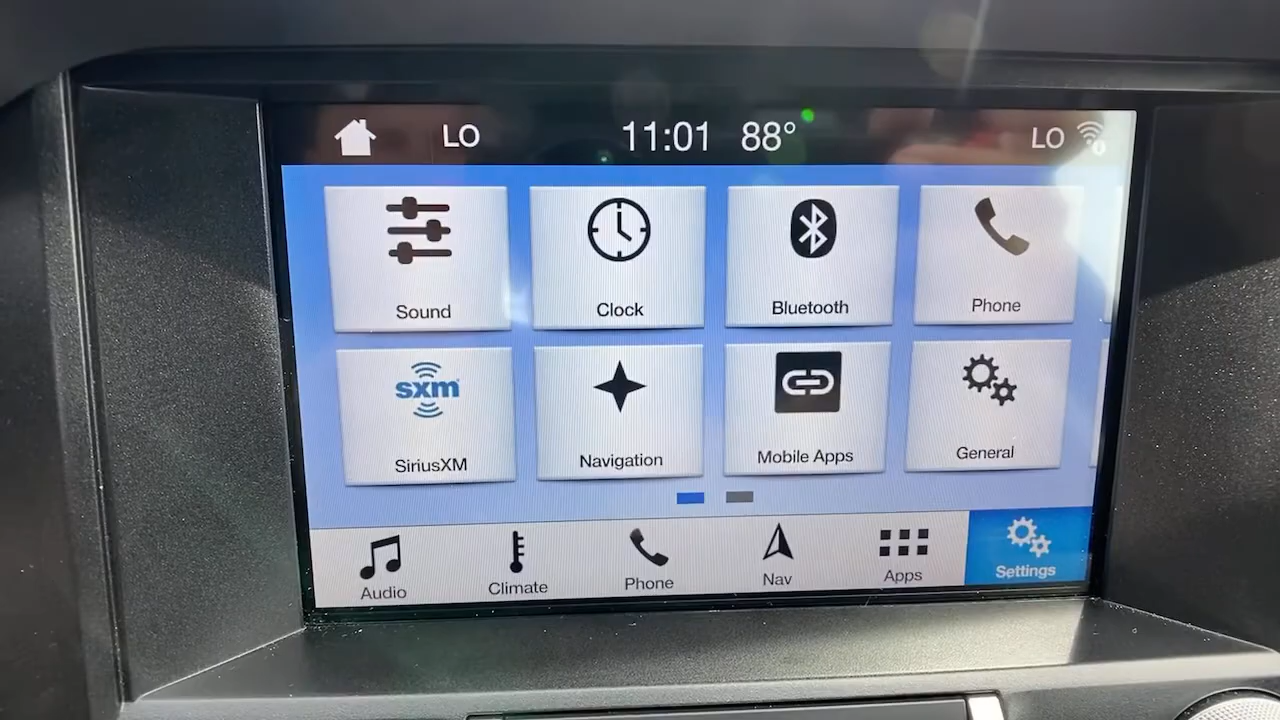 LO 11:01 88° LO
Sound Clock Bluetooth Phone
sxm
SiriusXM Navigation Mobile Apps General
Audio Climate Phone Nav Apps Settings